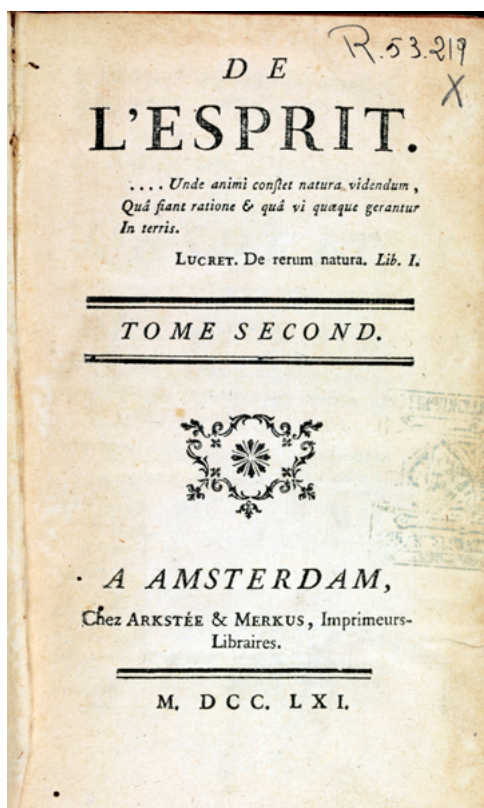 R.53.219
X
DE
L'ESPRIT.
.... Unde animi conſtet natura videndum,
Quâ fiant ratione & quâ vi quæque gerantur
In terris.
LUCRET. De rerum natura. Lib. I.
TOME SECOND.
A AMSTERDAM,
Chez ARKSTÉE & MERKUS, Imprimeurs-
Libraires.
M. DCC. LXI.